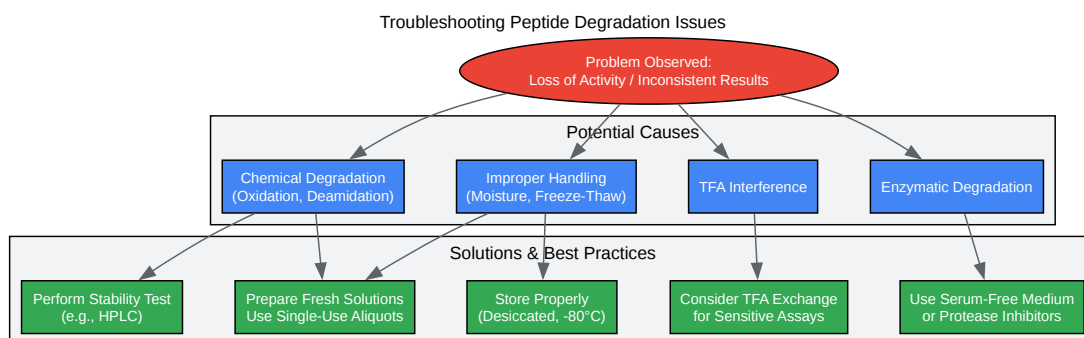 Troubleshooting Peptide Degradation Issues
Problem Observed:
Loss of Activity / Inconsistent Results
Potential Causes
Chemical Degradation
(Oxidation, Deamidation)
Improper Handling
(Moisture, Freeze-Thaw)
TFA Interference
Enzymatic Degradation
Solutions & Best Practices
Perform Stability Test
(e.g., HPLC)
Prepare Fresh Solutions
Use Single-Use Aliquots
Store Properly
(Desiccated, -80°C)
Consider TFA Exchange
for Sensitive Assays
Use Serum-Free Medium
or Protease Inhibitors